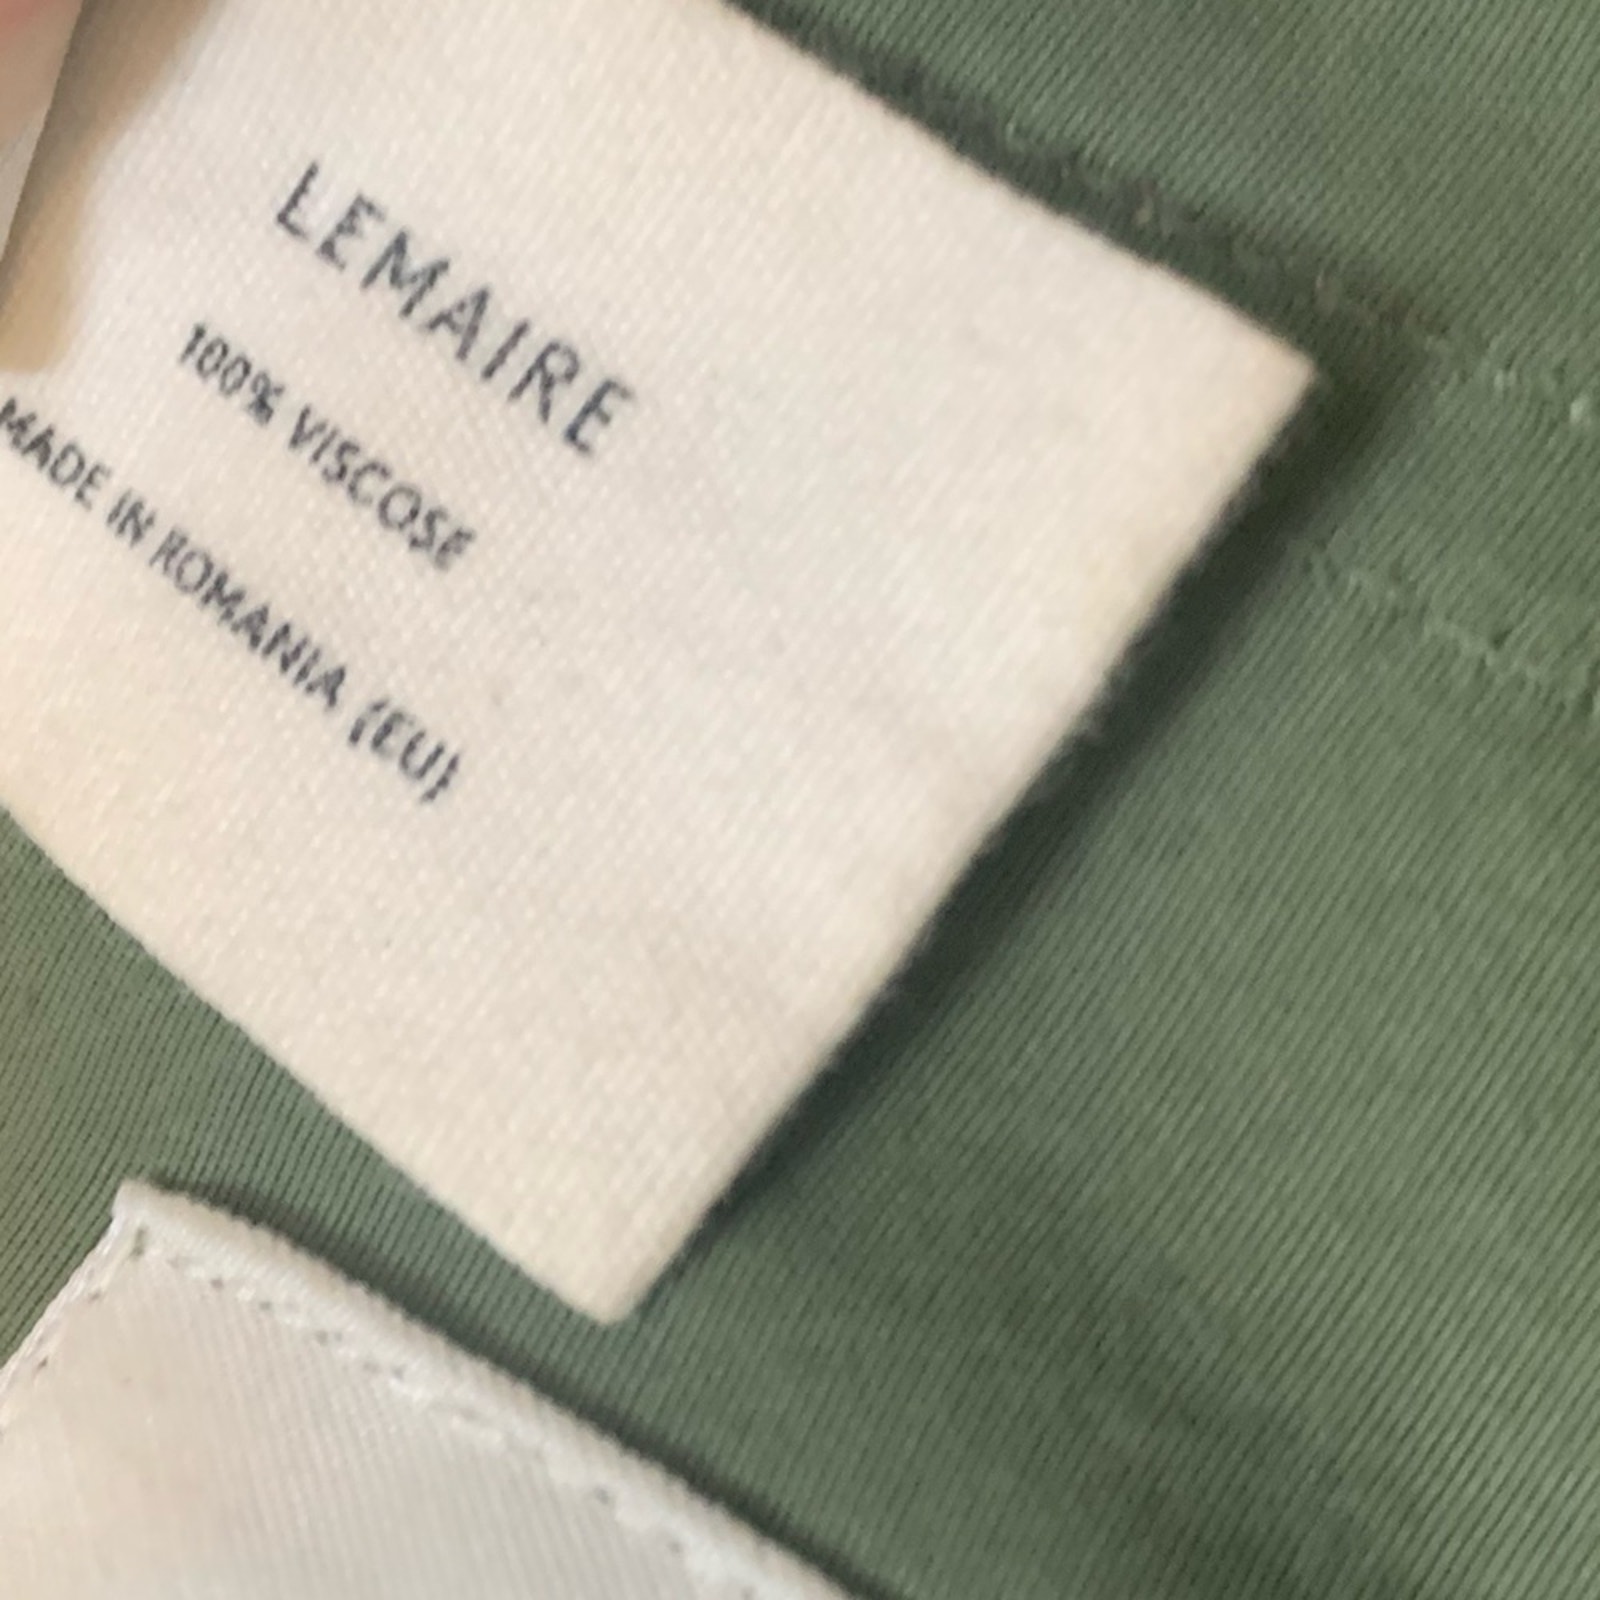 LEMAIRE
100% VISCOSE
MADE IN ROMANIA (EU)